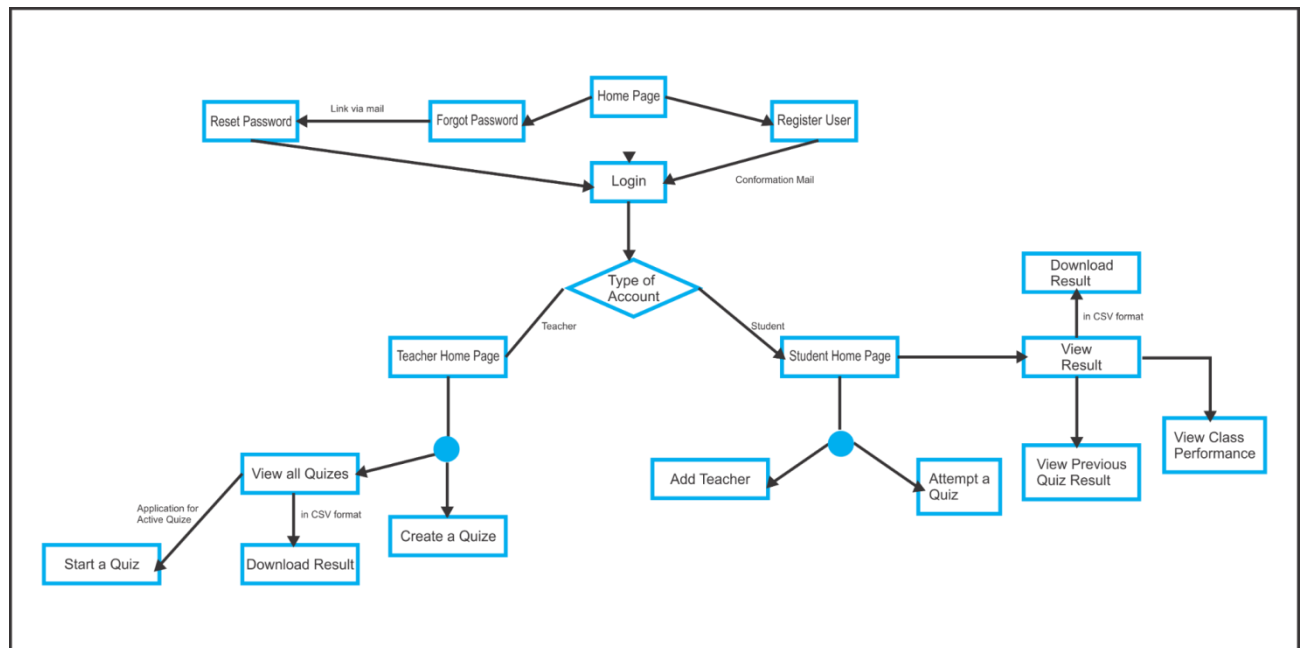 Home Page
Link via mail
Reset Password
Forgot Password
Register User
Login
Conformation Mail
Type of
Account
Teacher
Student
Download
Result
in CSV format
Teacher Home Page
Student Home Page
View
Result
View Class
Performance
View all Quizes
Add Teacher
Attempt a
Quiz
View Previous
Quiz Result
Application for
Active Quize
in CSV format
Create a Quize
Start a Quiz
Download Result